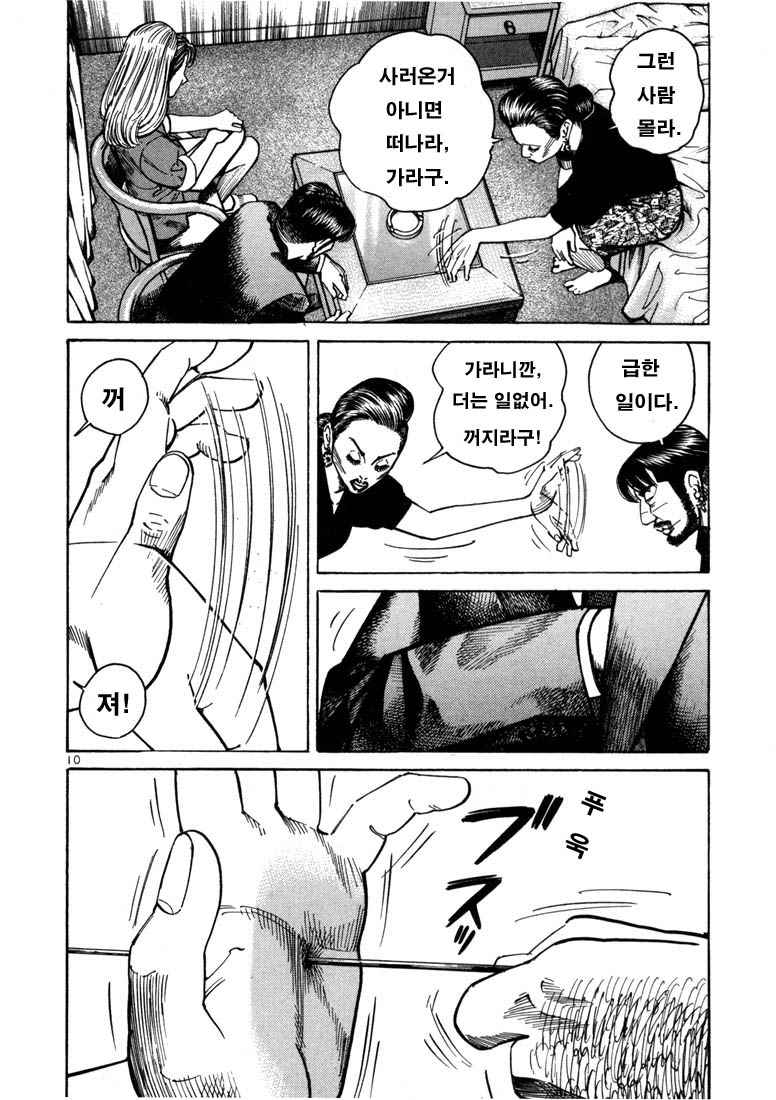 그런
사람
몰라.
사러온거
아니면
떠나라,
가라구.
급한
일이다.
가라니깐,
더는 일없어.
꺼지라구!
꺼
져!
10
푸욱
ブズッ